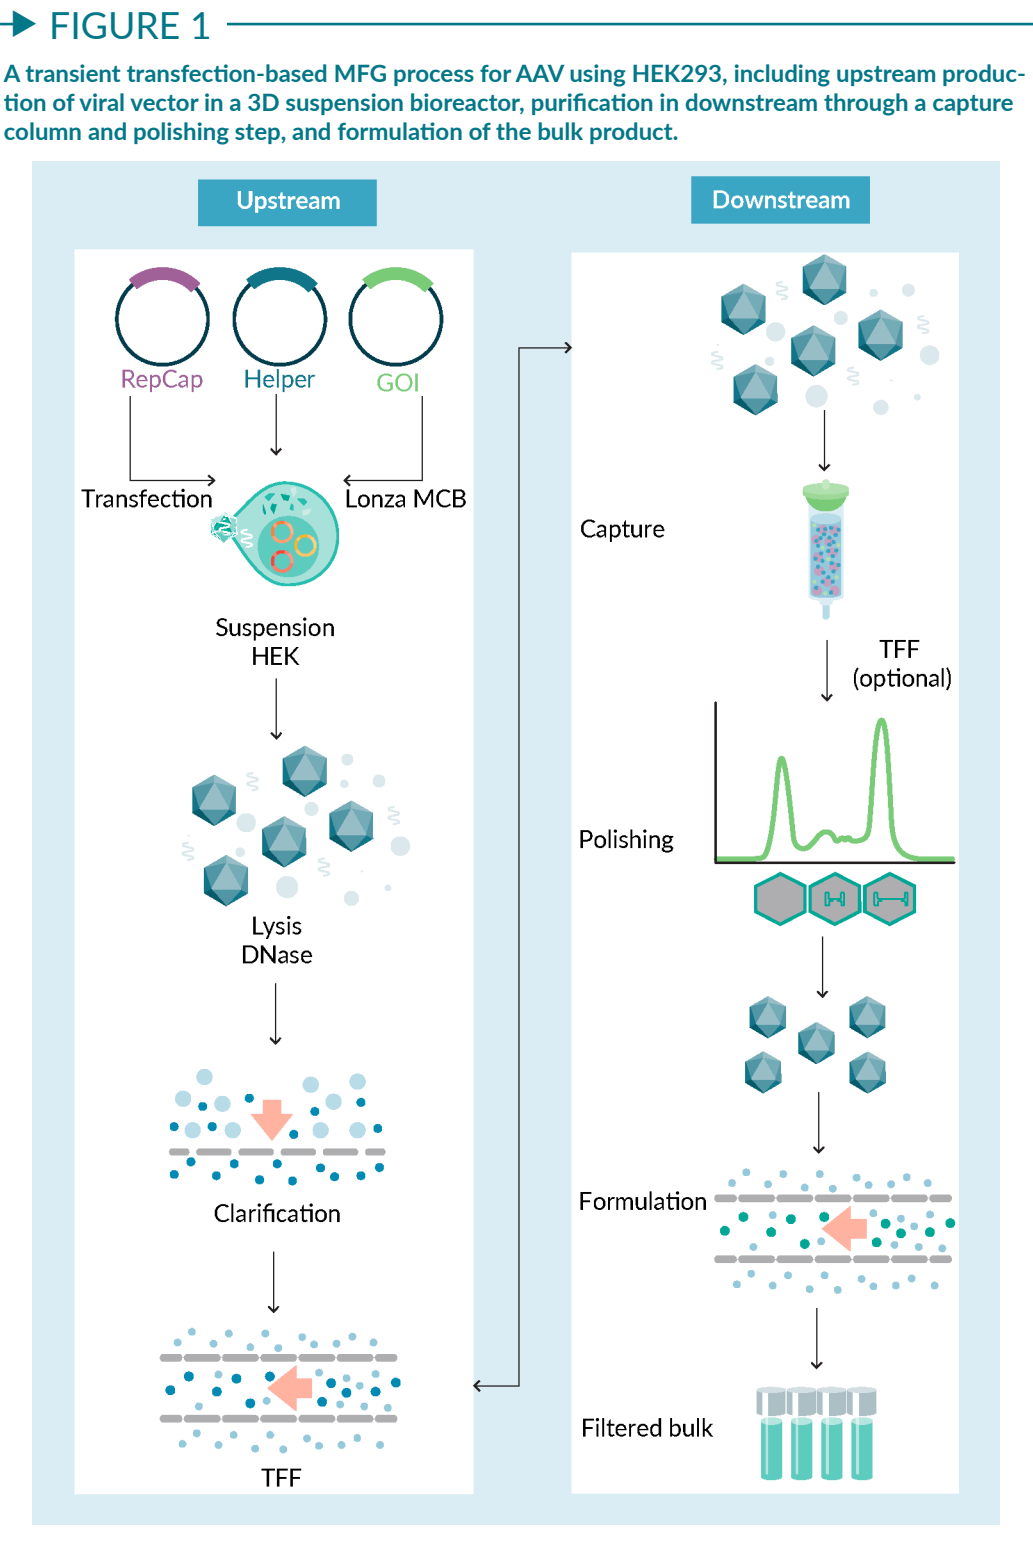 FIGURE 1
A transient transfection-based MFG process for AAV using HEK293, including upstream produc-
tion of viral vector in a 3D suspension bioreactor, purification in downstream through a capture
column and polishing step, and formulation of the bulk product.
Upstream
RepCap
Helper
GOI
Transfection
Lonza MCB
Suspension
HEK
Lysis
DNase
Clarification
TFF
Downstream
Capture
TFF
(optional)
Polishing
Formulation
Filtered bulk